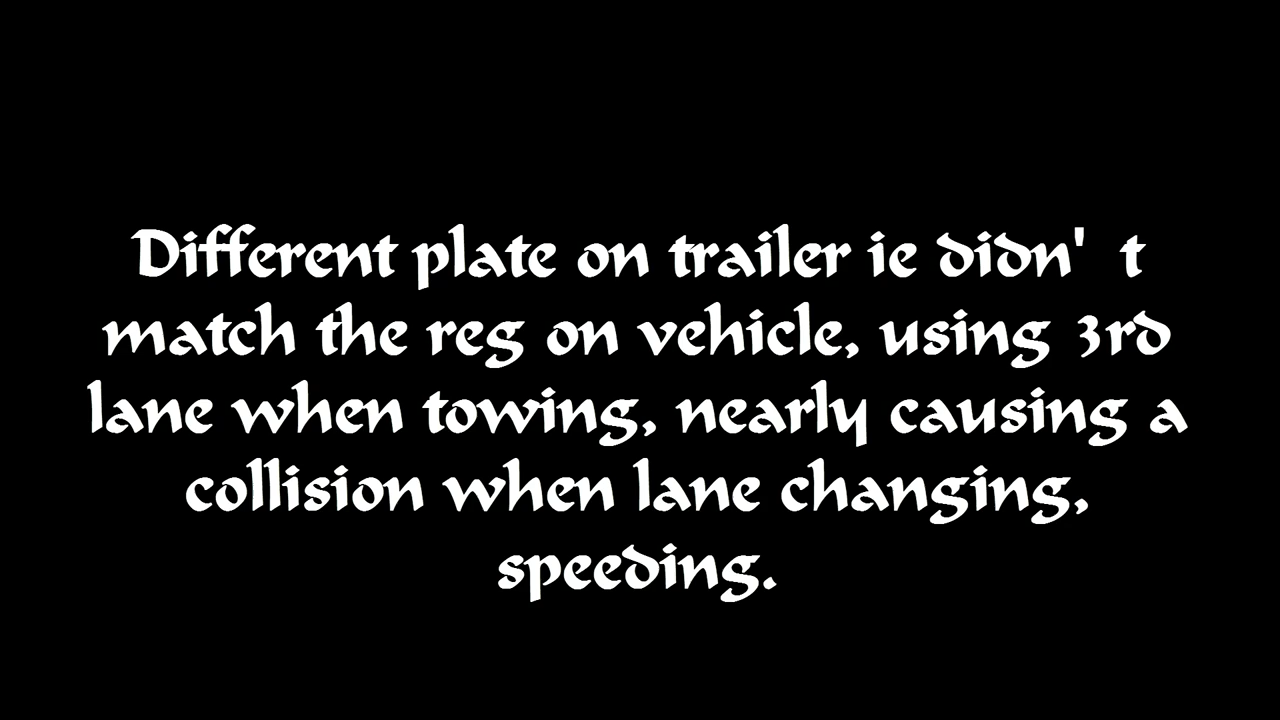 Different plate on trailer ie didn' t
match the reg on vehicle, using 3rd
lane when towing, nearly causing a
collision when lane changing,
speeding.